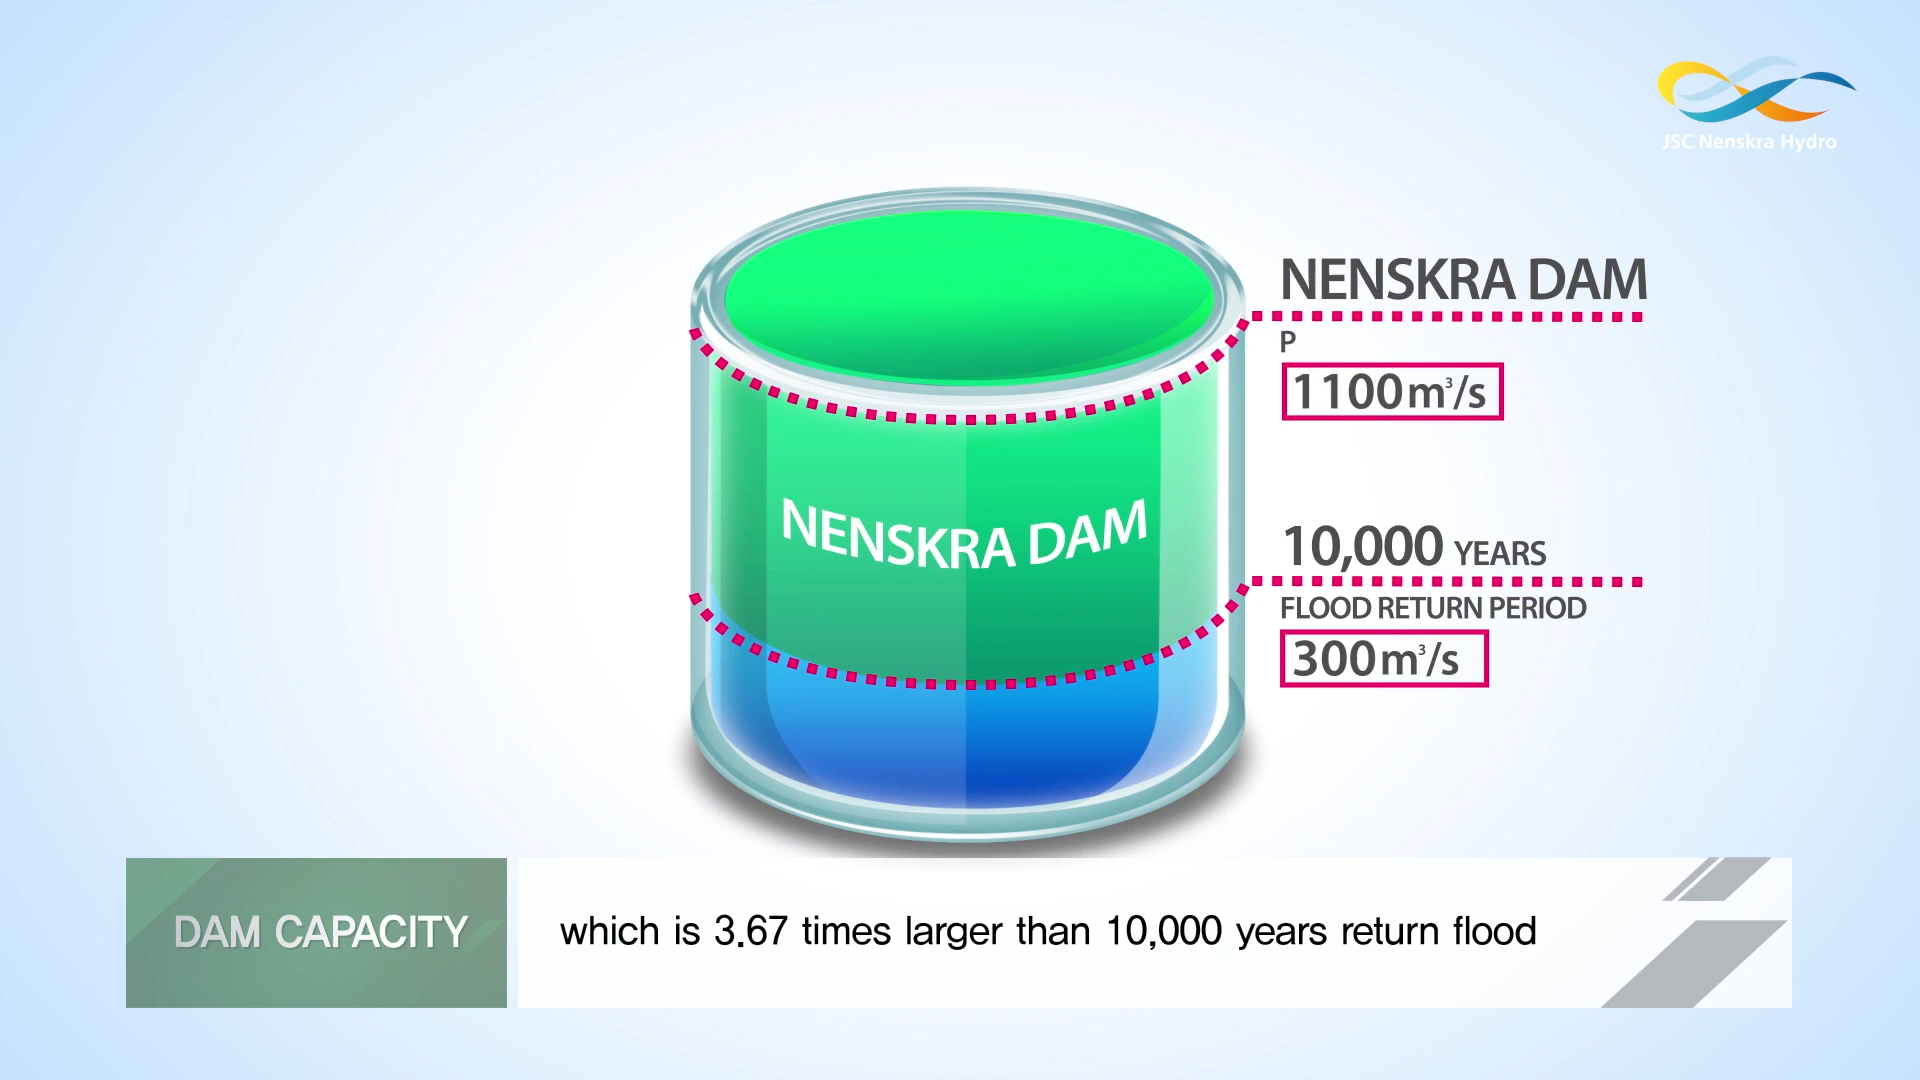 JSC Nenskra Hydro
NENSKRA DAM
P
1100m³/s
NENSKRA DAM
10,000 YEARS
FLOOD RETURN PERIOD
300m³/s
DAM CAPACITY
which is 3.67 times larger than 10,000 years return flood